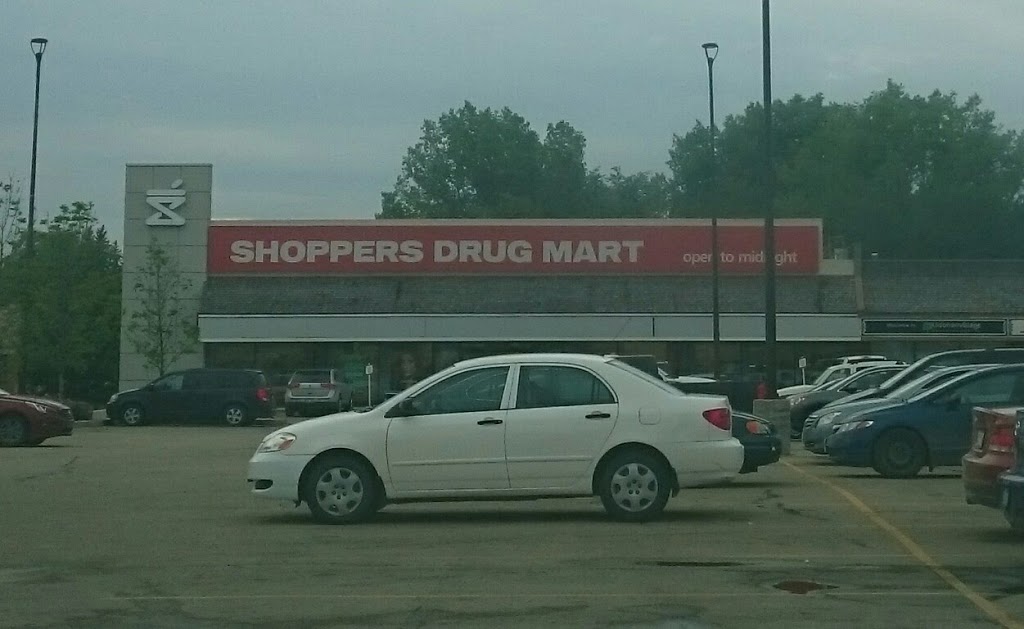 SHOPPERS DRUG MART
open to midnight